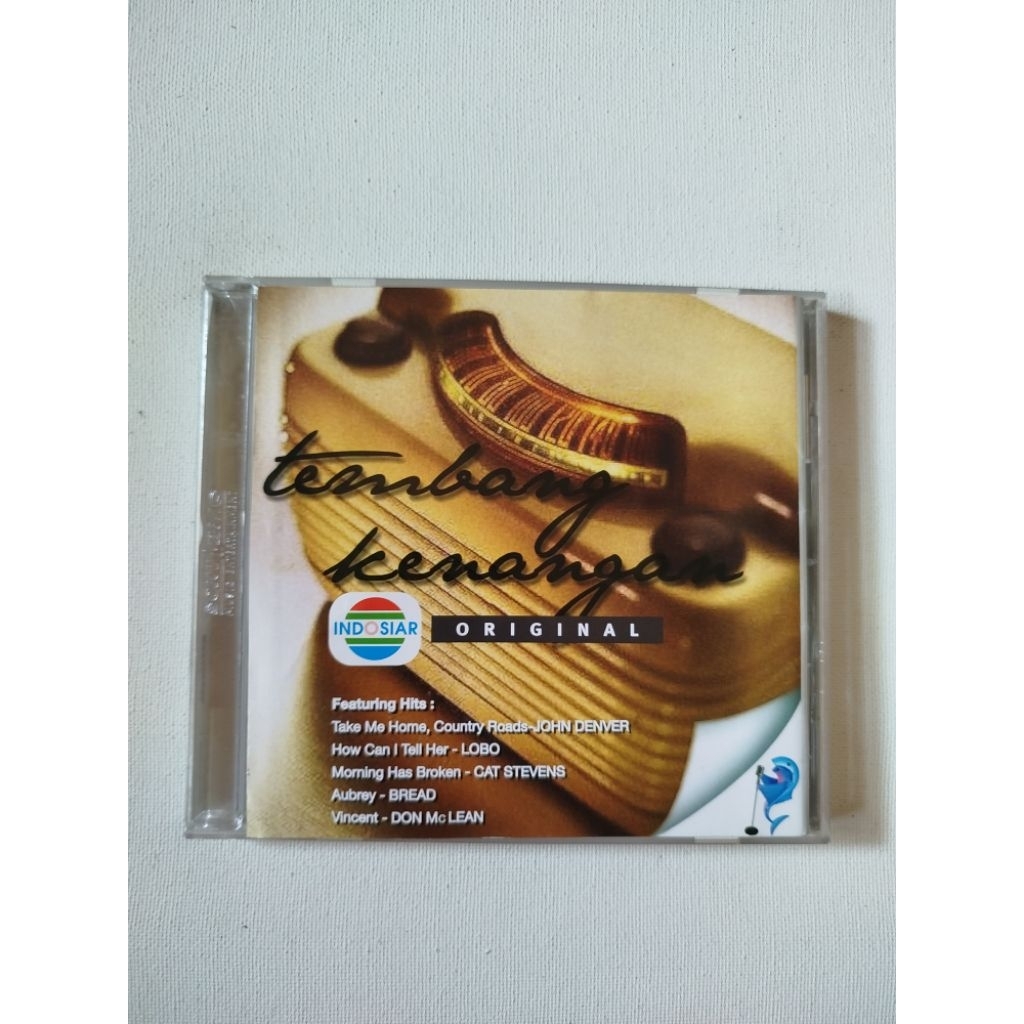 tembang
kenangan
INDOSIAR
ORIGINAL
Featuring Hits :
Take Me Home, Country Roads-JOHN DENVER
How Can I Tell Her - LOBO
Morning Has Broken - CAT STEVENS
Aubrey - BREAD
Vincent - DON Mc LEAN